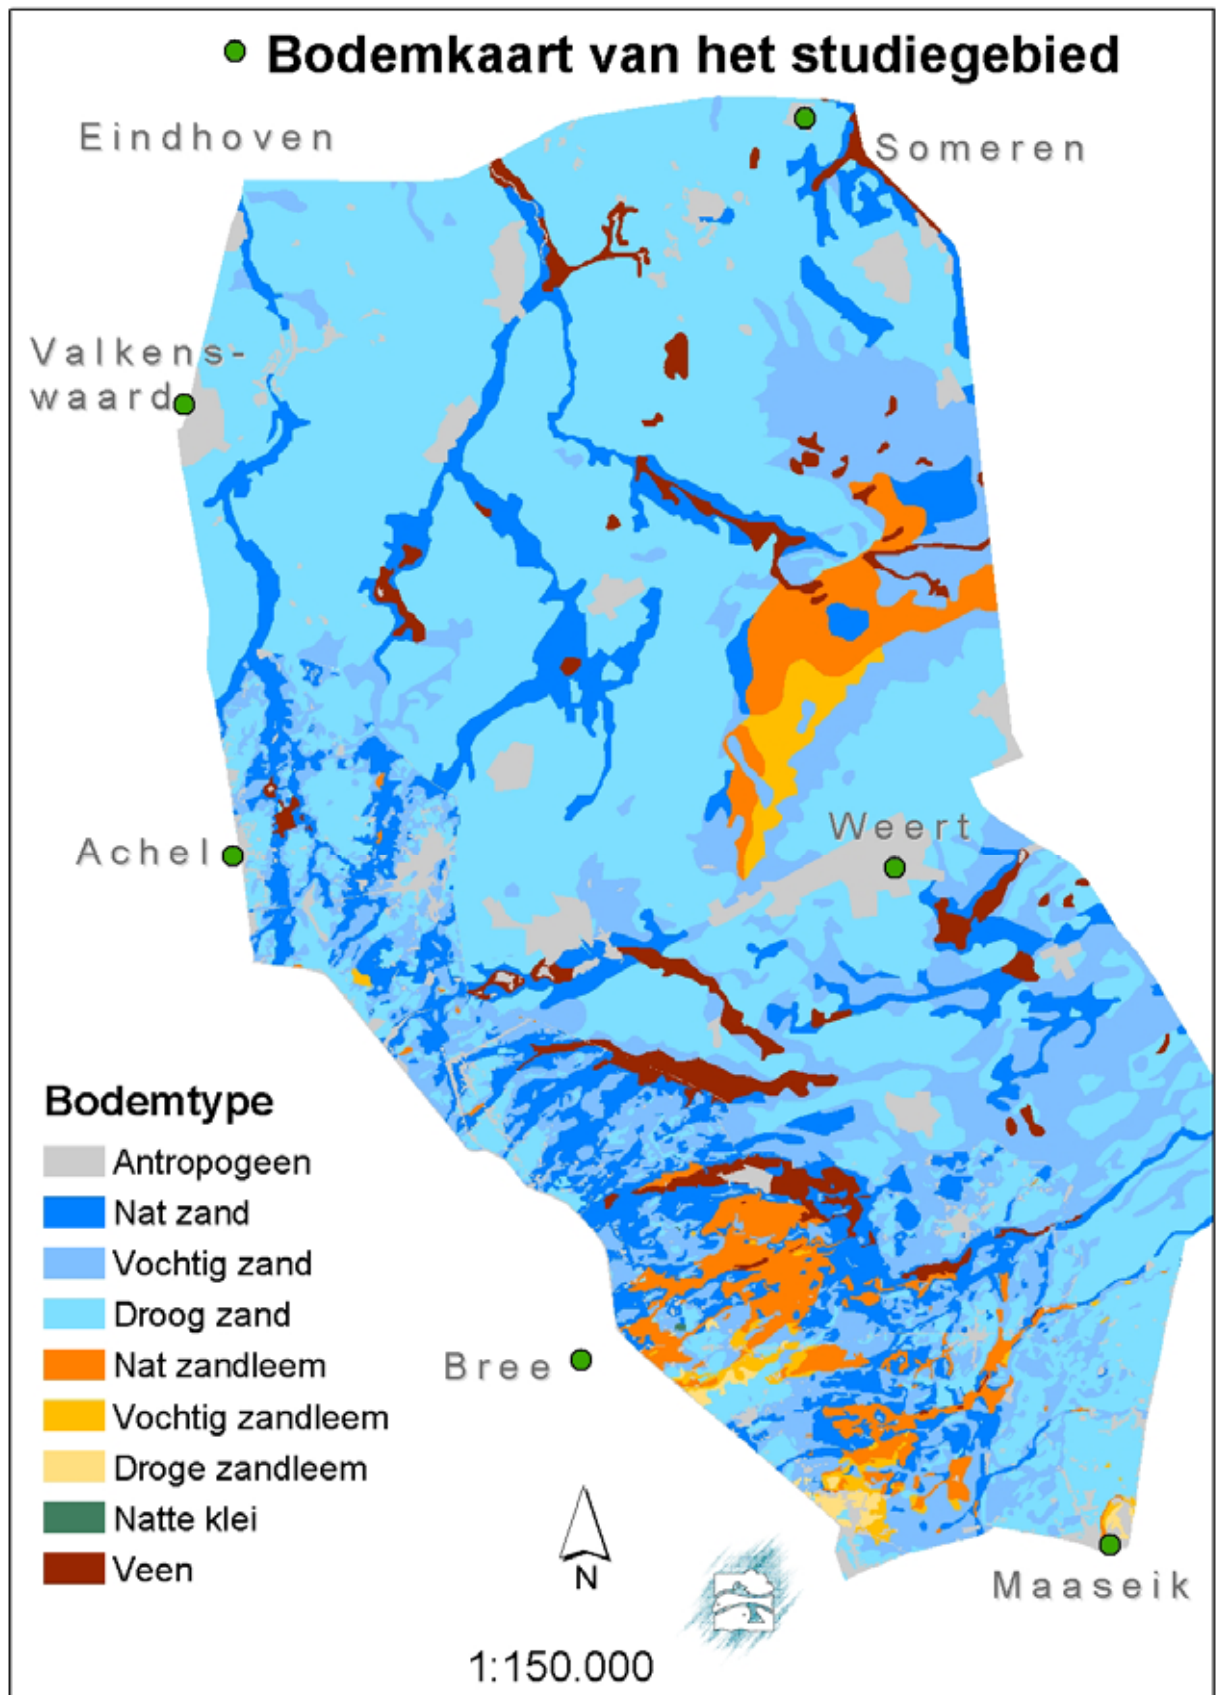 Bodemkaart van het studiegebied
Eindhoven
Someren
Valkens-
waard
Weert
Achel
Bodemtype
Antropogeen
Nat zand
Vochtig zand
Droog zand
Nat zandleem
Vochtig zandleem
Droge zandleem
Natte klei
Veen
Bree
N
Maaseik
1:150.000